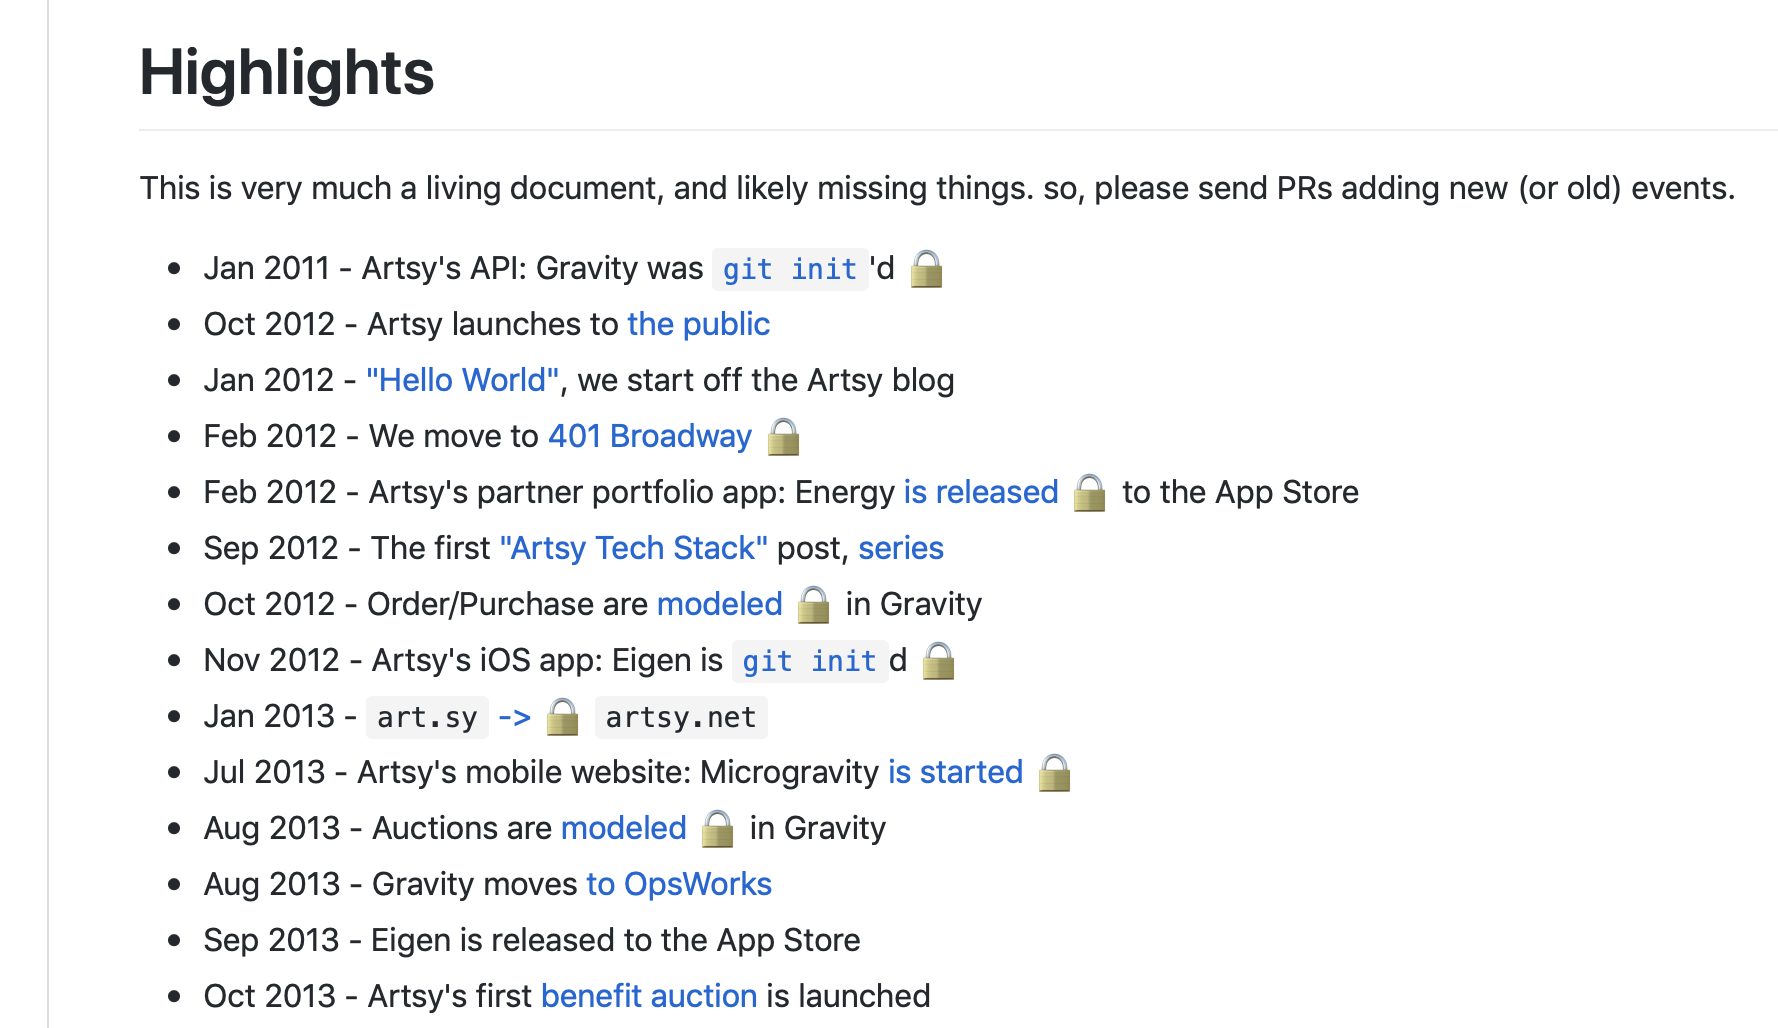 Highlights
This is very much a living document, and likely missing things. so, please send PRs adding new (or old) events.
• Jan 2011 - Artsy's API: Gravity was git init'd 🔒
• Oct 2012 - Artsy launches to the public
• Jan 2012 - "Hello World", we start off the Artsy blog
• Feb 2012 - We move to 401 Broadway 🔒
• Feb 2012 - Artsy's partner portfolio app: Energy is released 🔒 to the App Store
• Sep 2012 - The first "Artsy Tech Stack" post, series
• Oct 2012 - Order/Purchase are modeled 🔒 in Gravity
• Nov 2012 - Artsy's iOS app: Eigen is git initd 🔒
• Jan 2013 - art.sy -> 🔒 artsy.net
• Jul 2013 - Artsy's mobile website: Microgravity is started 🔒
• Aug 2013 - Auctions are modeled 🔒 in Gravity
• Aug 2013 - Gravity moves to OpsWorks
• Sep 2013 - Eigen is released to the App Store
• Oct 2013 - Artsy's first benefit auction is launched